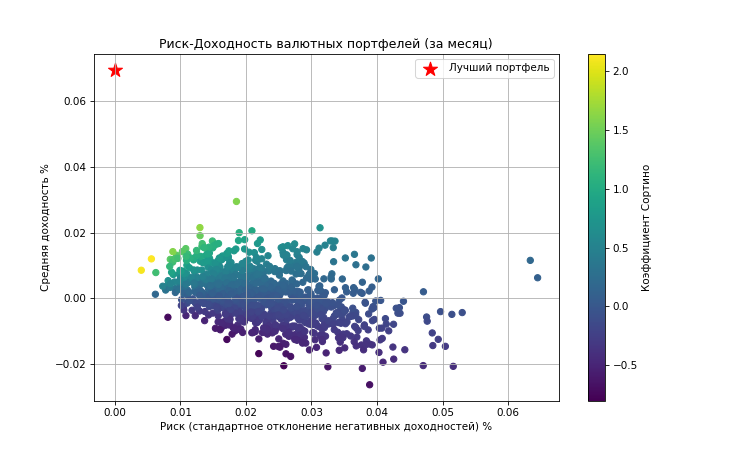 Риск-Доходность валютных портфелей (за месяц)
Лучший портфель
Средняя доходность %
0.06
0.04
0.02
0.00
−0.02
0.00 0.01 0.02 0.03 0.04 0.05 0.06
Риск (стандартное отклонение негативных доходностей) %
2.0
1.5
1.0
0.5
0.0
−0.5
Коэффициент Сортино